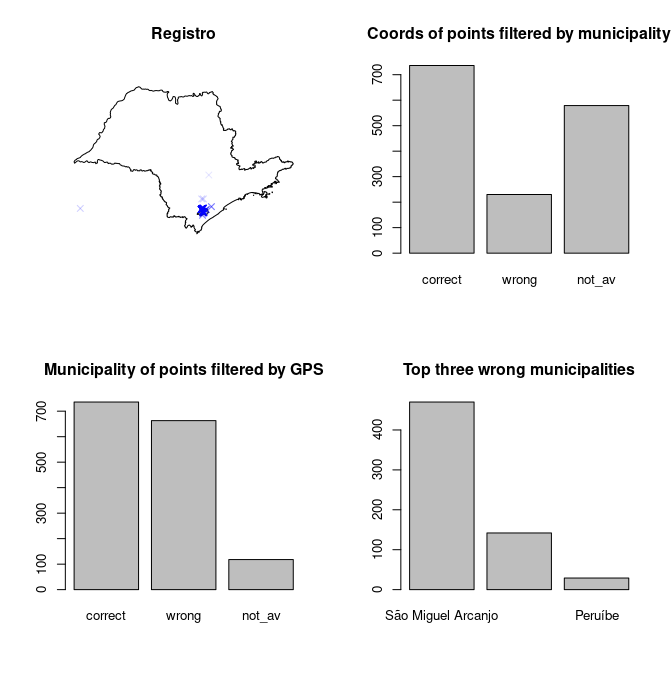 Registro
Coords of points filtered by municipality
0
100
300
500
700
correct
wrong
not_av
Municipality of points filtered by GPS
0
100
300
500
700
correct
wrong
not_av
Top three wrong municipalities
0
100
200
300
400
São Miguel Arcanjo
Peruíbe